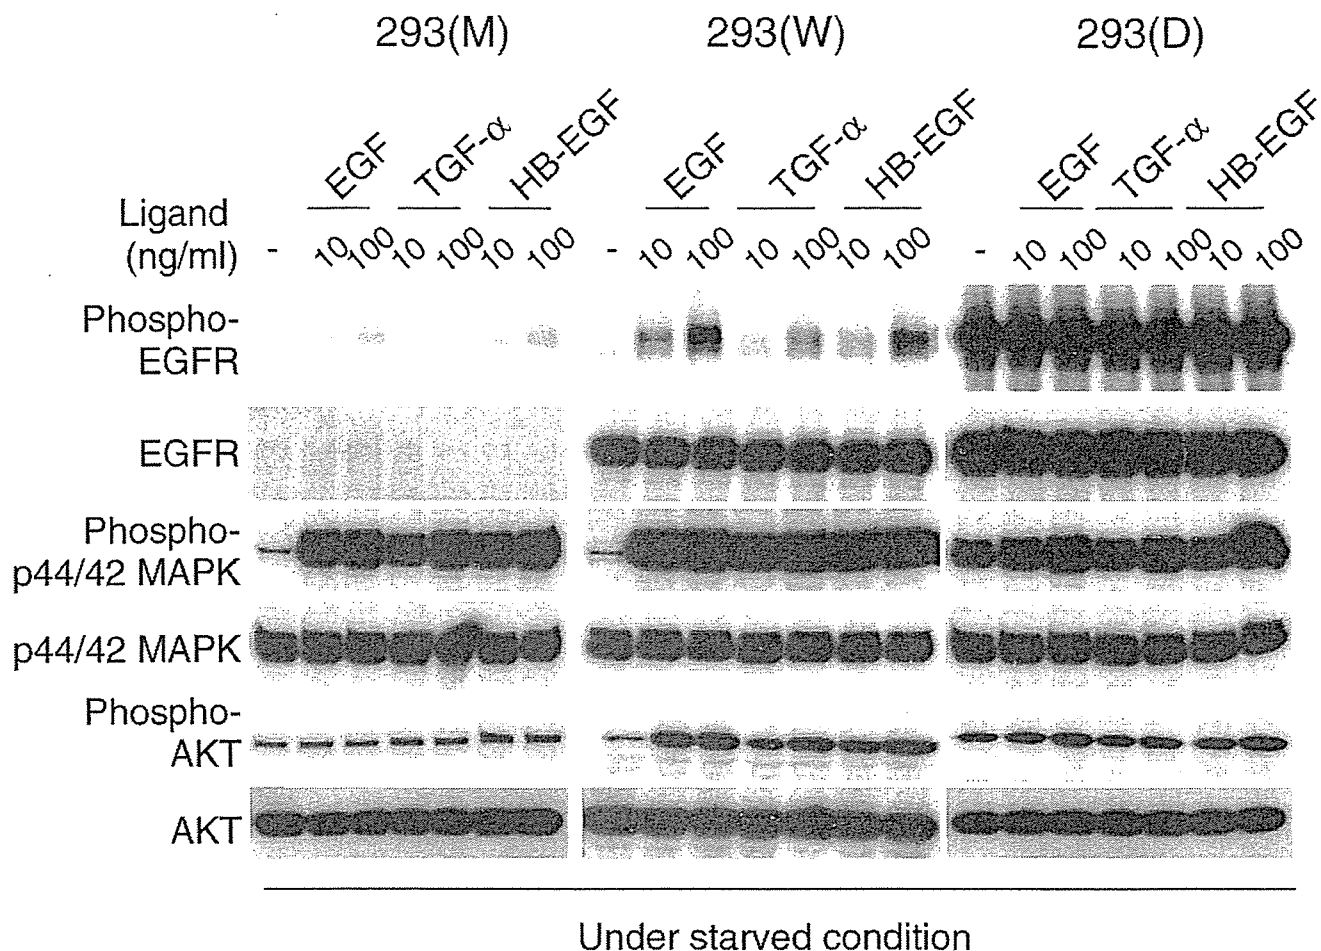 293(M) 293(W) 293(D)
EGF TGF-α HB-EGF EGF TGF-α HB-EGF EGF TGF-α HB-EGF
Ligand
(ng/ml) - 10 100 10 100 10 100 - 10 100 10 100 10 100 - 10 100 10 100 10 100
Phospho-
EGFR
EGFR
Phospho-
p44/42 MAPK
p44/42 MAPK
Phospho-
AKT
AKT
Under starved condition